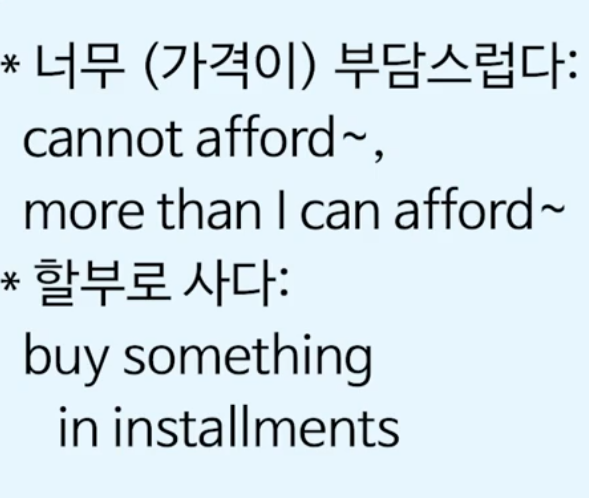 * 너무 (가격이) 부담스럽다:
cannot afford~,
more than I can afford~
* 할부로 사다:
buy something
in installments